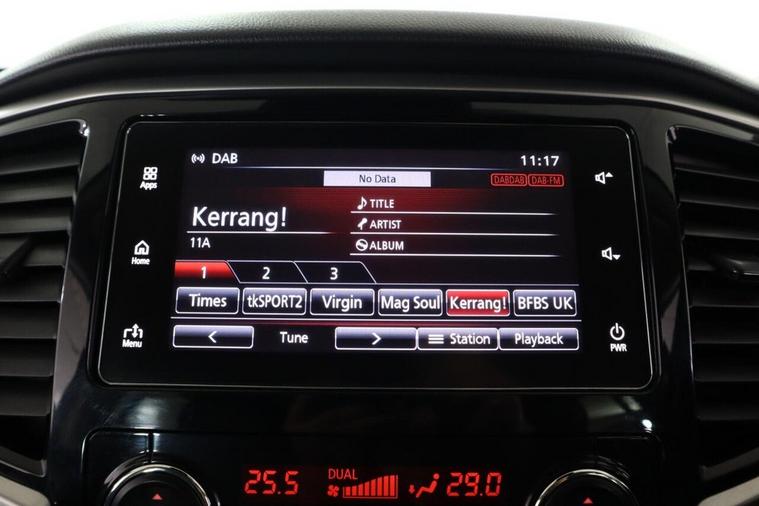 DAB 11:17
No Data DABDAB DAB-FM
Apps
TITLE
Kerrang! ARTIST
11A ALBUM
Home
1 2 3
Times tkSPORT2 Virgin Mag Soul Kerrang! BFBS UK
< Tune > Station Playback
Menu PWR
25.5 DUAL 29.0